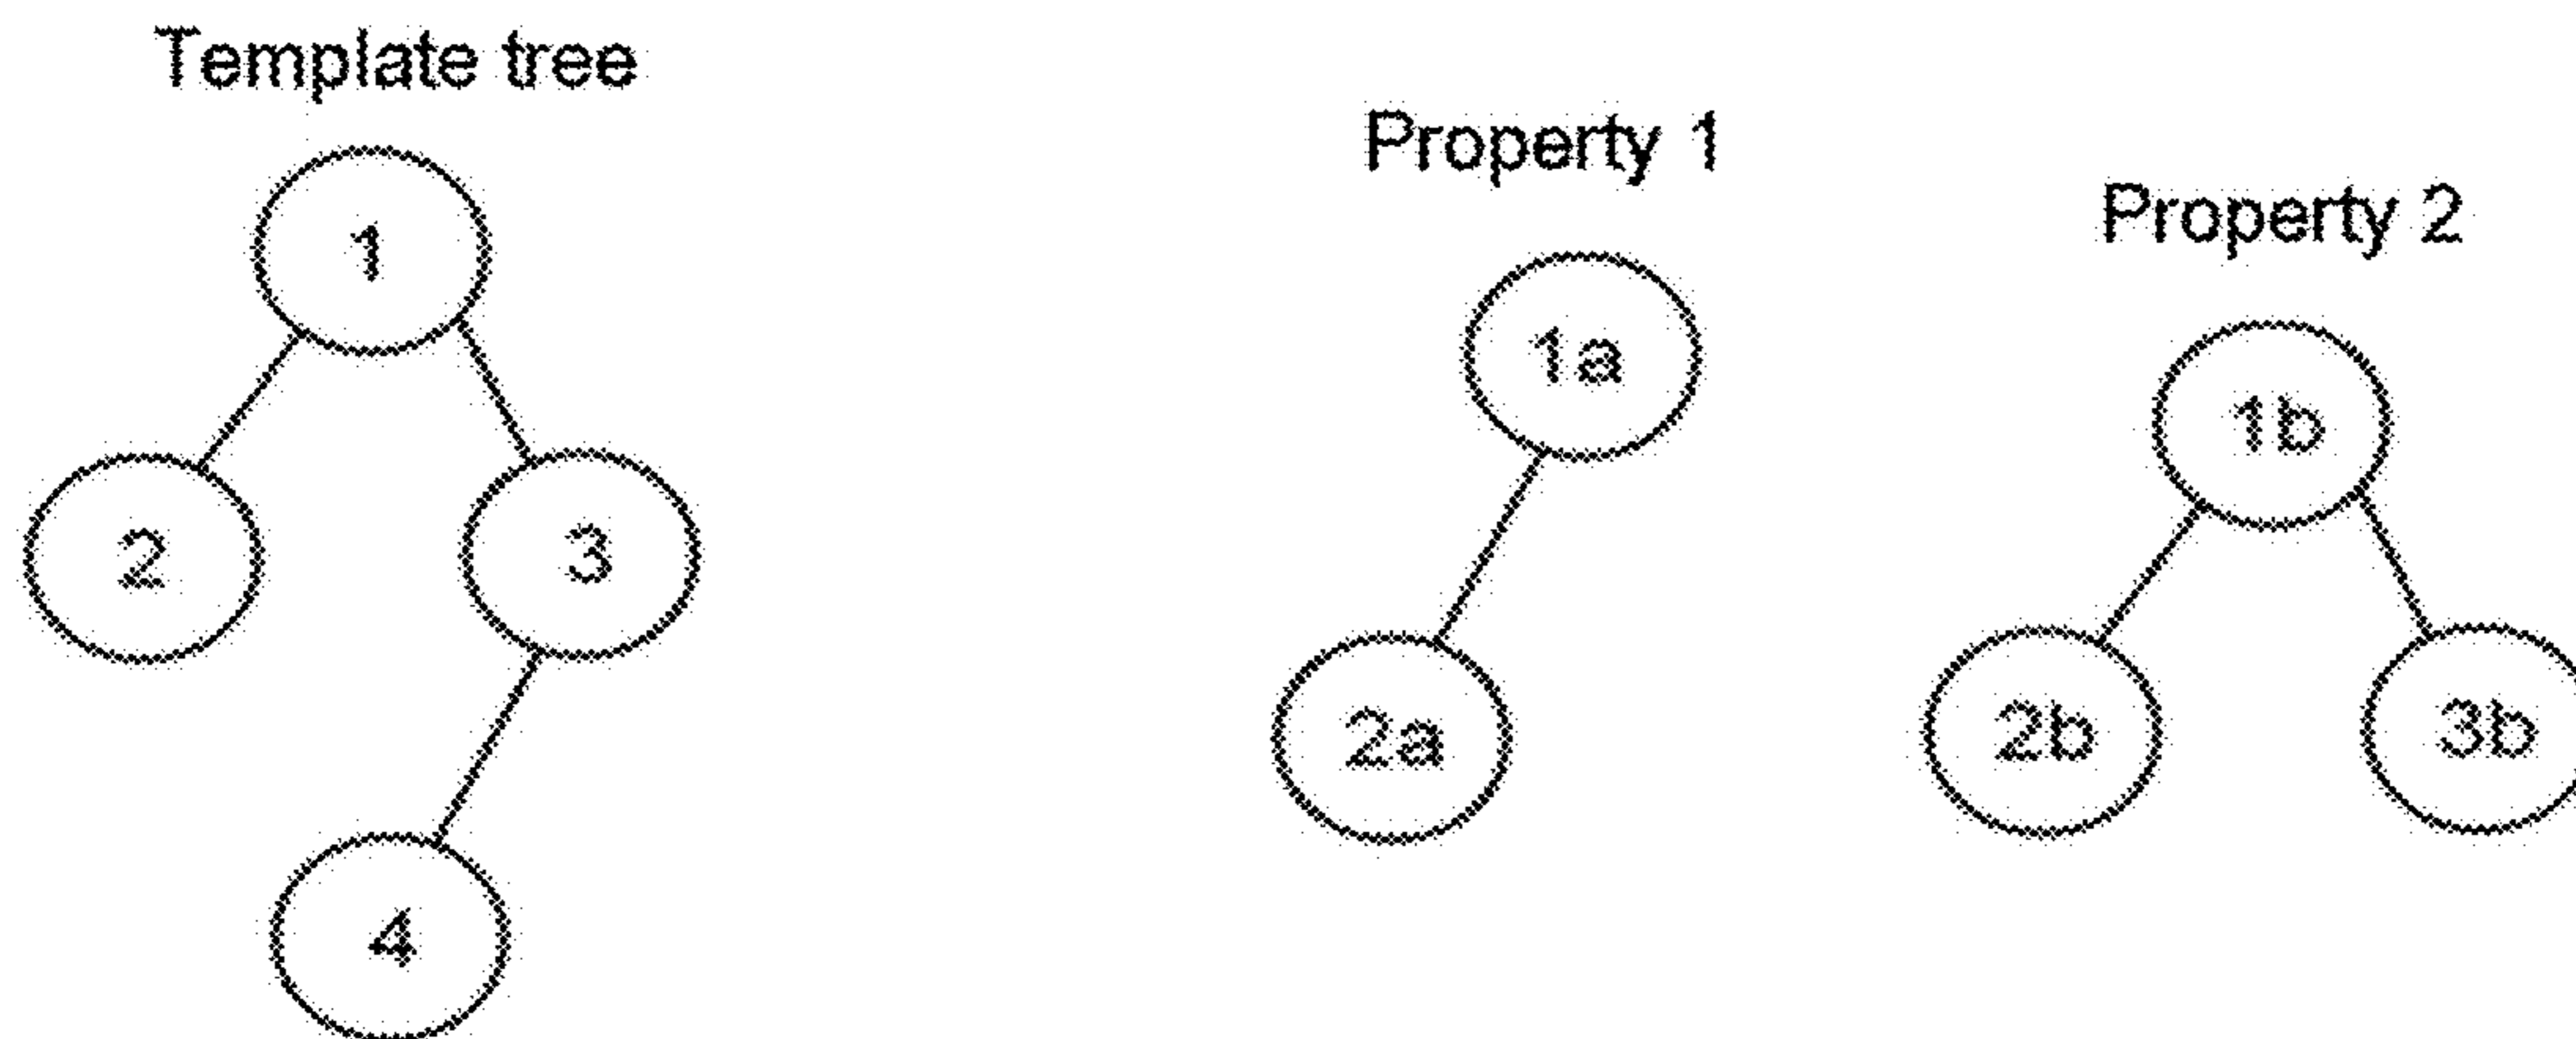 Template tree
Property 1
Property 2
1
1a
1b
2
3
2a
2b
3b
4